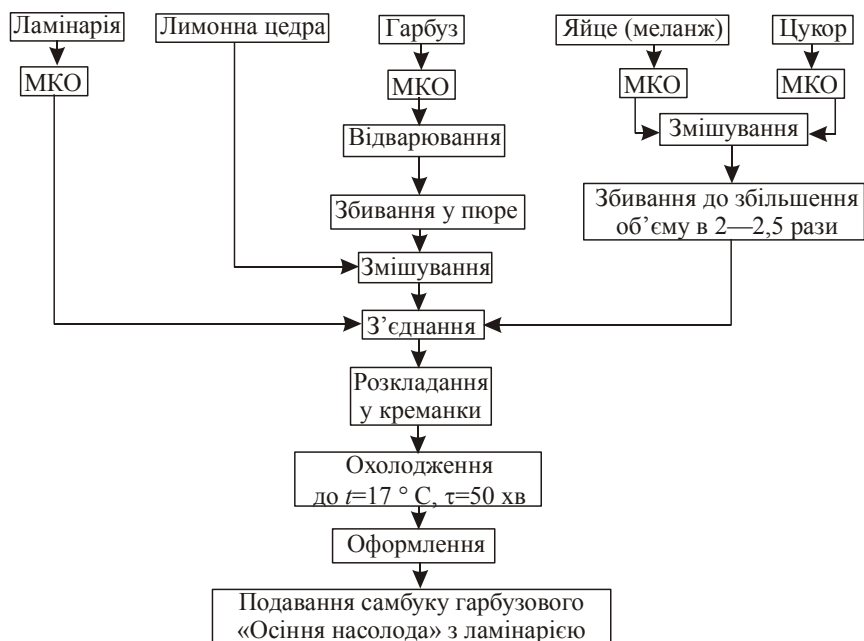 Ламінарія
Лимонна цедра
Гарбуз
Яйце (меланж)
Цукор
МКО
МКО
МКО
МКО
Змішування
Відварювання
Збивання до збільшення
об’єму в 2—2,5 рази
Збивання у пюре
Змішування
З’єднання
Розкладання
у креманки
Охолодження
до t=17 ° С, τ=50 хв
Оформлення
Подавання самбуку гарбузового
«Осіння насолода» з ламінарією